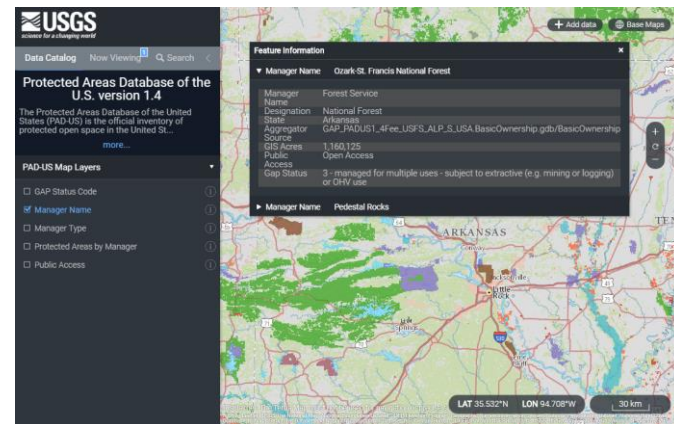 USGS
science for a changing world
Data Catalog Now Viewing 1 Search
Protected Areas Database of the
U.S. version 1.4
The Protected Areas Database of the United
States (PAD-US) is the official inventory of
protected open space in the United St...
more...
PAD-US Map Layers
GAP Status Code
Manager Name
Manager Type
Protected Areas by Manager
Public Access
+ Add data
Base Maps
Feature Information ×
Manager Name Ozark-St. Francis National Forest
Manager Name Forest Service
Designation National Forest
State Arkansas
Aggregator Source GAP_PADUS1_4Fee_USFS_ALP_S_USA.BasicOwnership.gdb/BasicOwnership
GIS Acres 1,160,125
Public Access Open Access
Gap Status 3 - managed for multiple uses - subject to extractive (e.g. mining or logging)
or OHV use
Manager Name Pedestal Rocks
ARKANSAS
Little
Rock
LAT 35.532°N LON 94.708°W
30 km